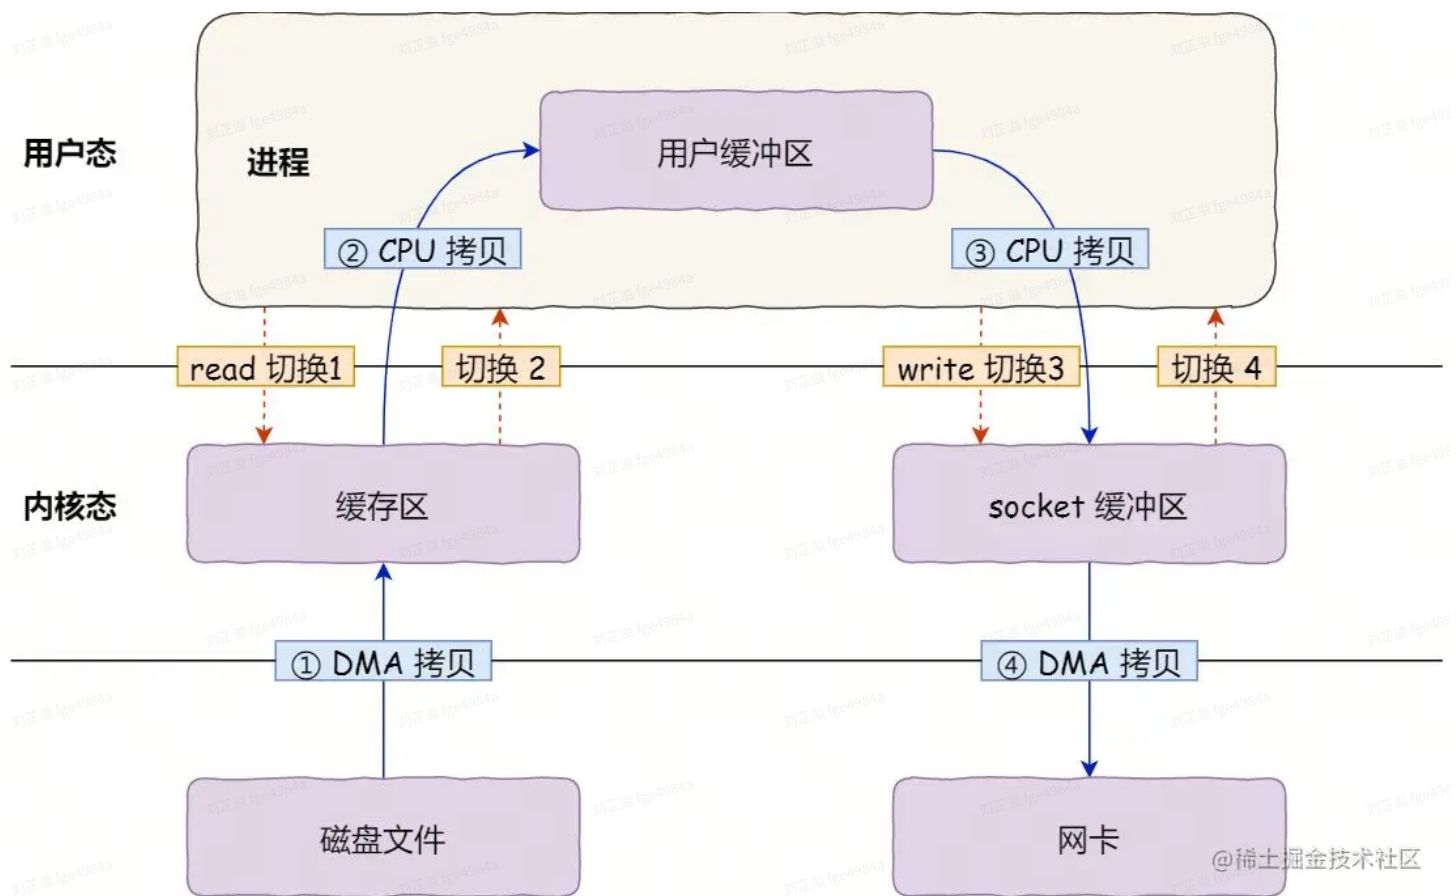 用户态
进程
用户缓冲区
② CPU 拷贝
③ CPU 拷贝
read 切换1
切换 2
write 切换3
切换 4
内核态
缓存区
socket 缓冲区
① DMA 拷贝
④ DMA 拷贝
磁盘文件
网卡
@稀土掘金技术社区